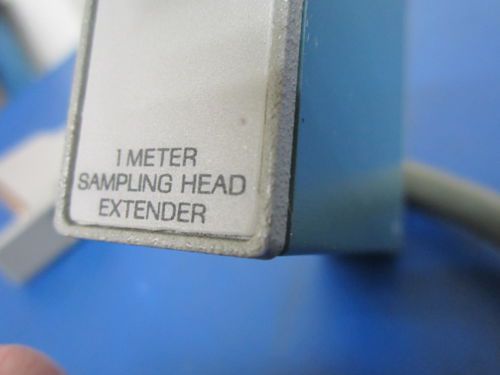 1 METER
SAMPLING HEAD
EXTENDER